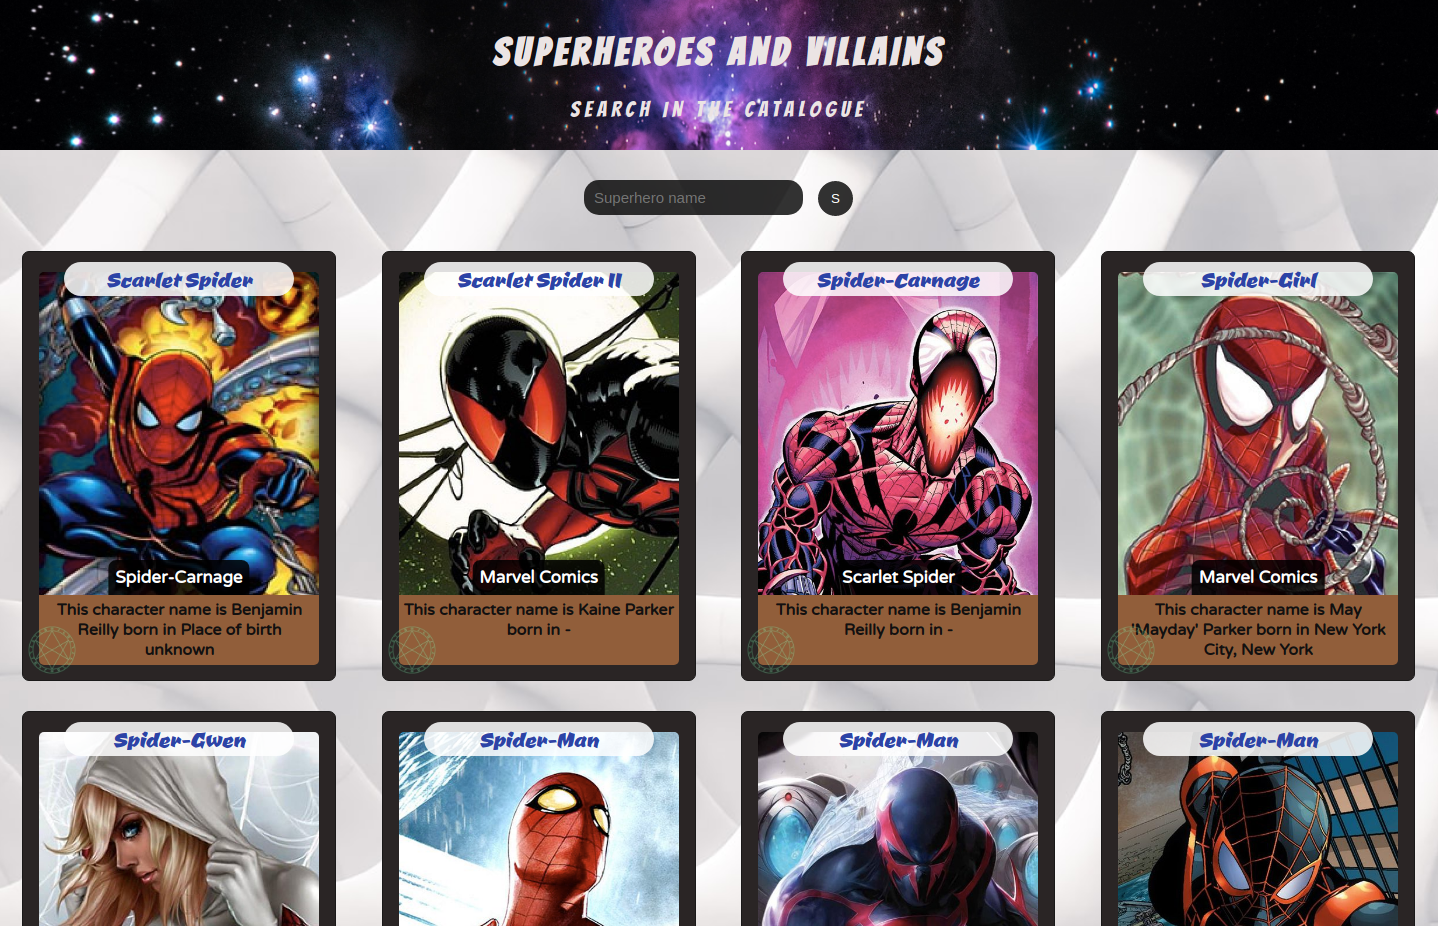 SUPERHEROES AND VILLAINS
SEARCH IN THE CATALOGUE
Superhero name
S
Scarlet Spider
Spider-Carnage
This character name is Benjamin
Reilly born in Place of birth
unknown
Scarlet Spider II
Marvel Comics
This character name is Kaine Parker
born in -
Spider-Carnage
Scarlet Spider
This character name is Benjamin
Reilly born in -
Spider-Girl
Marvel Comics
This character name is May
'Mayday' Parker born in New York
City, New York
Spider-Gwen
Spider-Man
Spider-Man
Spider-Man